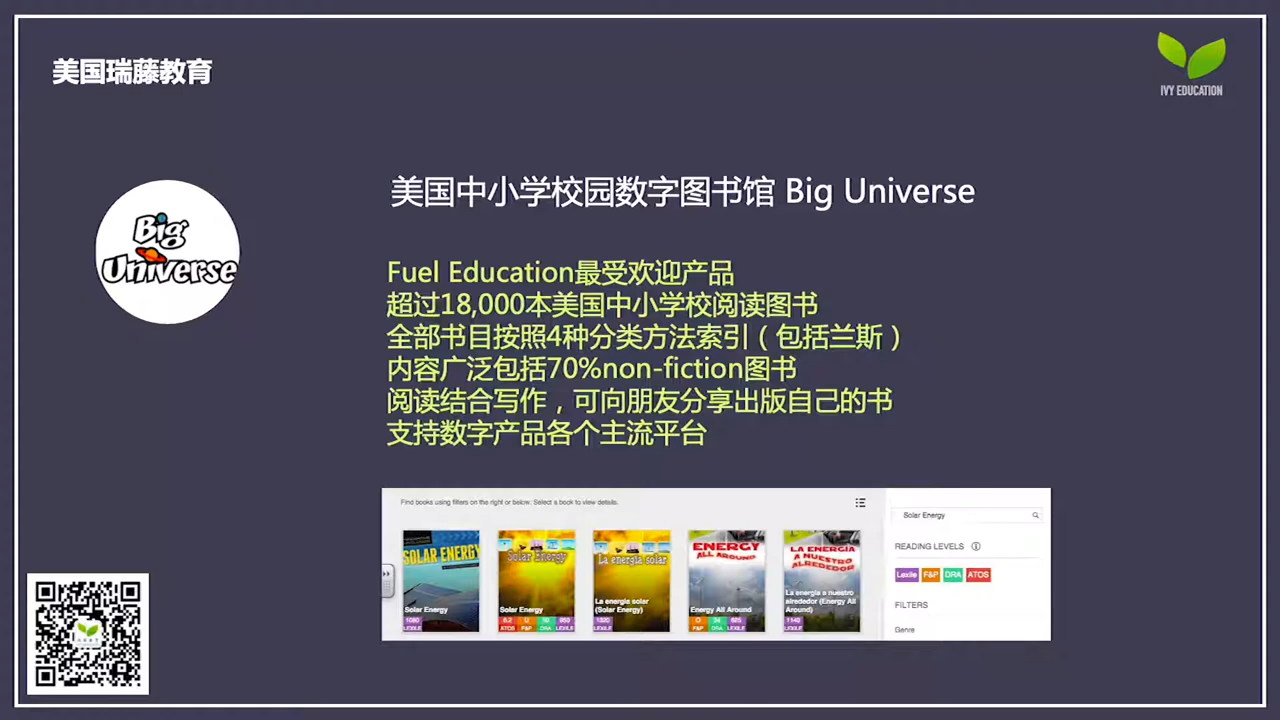 美国瑞藤教育
IVY EDUCATION
Big
Universe
美国中小学校园数字图书馆 Big Universe
Fuel Education最受欢迎产品
超过18,000本美国中小学校阅读图书
全部书目按照4种分类方法索引（包括兰斯）
内容广泛包括70%non-fiction图书
阅读结合写作，可向朋友分享出版自己的书
支持数字产品各个主流平台
Find books using filters on the right or below. Select a book to view details.
SOLAR ENERGY
Solar Energy
1090
LEXILE
Solar Energy
Solar Energy
6.2 U 50 950
ATOS F&P DRA LEXILE
La energía solar
La energía solar
(Solar Energy)
1020
LEXILE
ENERGY
ALL AROUND
Energy All Around
O 34 625
F&P DRA LEXILE
LA ENERGÍA
A NUESTRO
ALREDEDOR
La energía a nuestro
alrededor (Energy All
Around)
1140
LEXILE
Solar Energy
READING LEVELS
Lexile F&P DRA ATOS
FILTERS
Genre